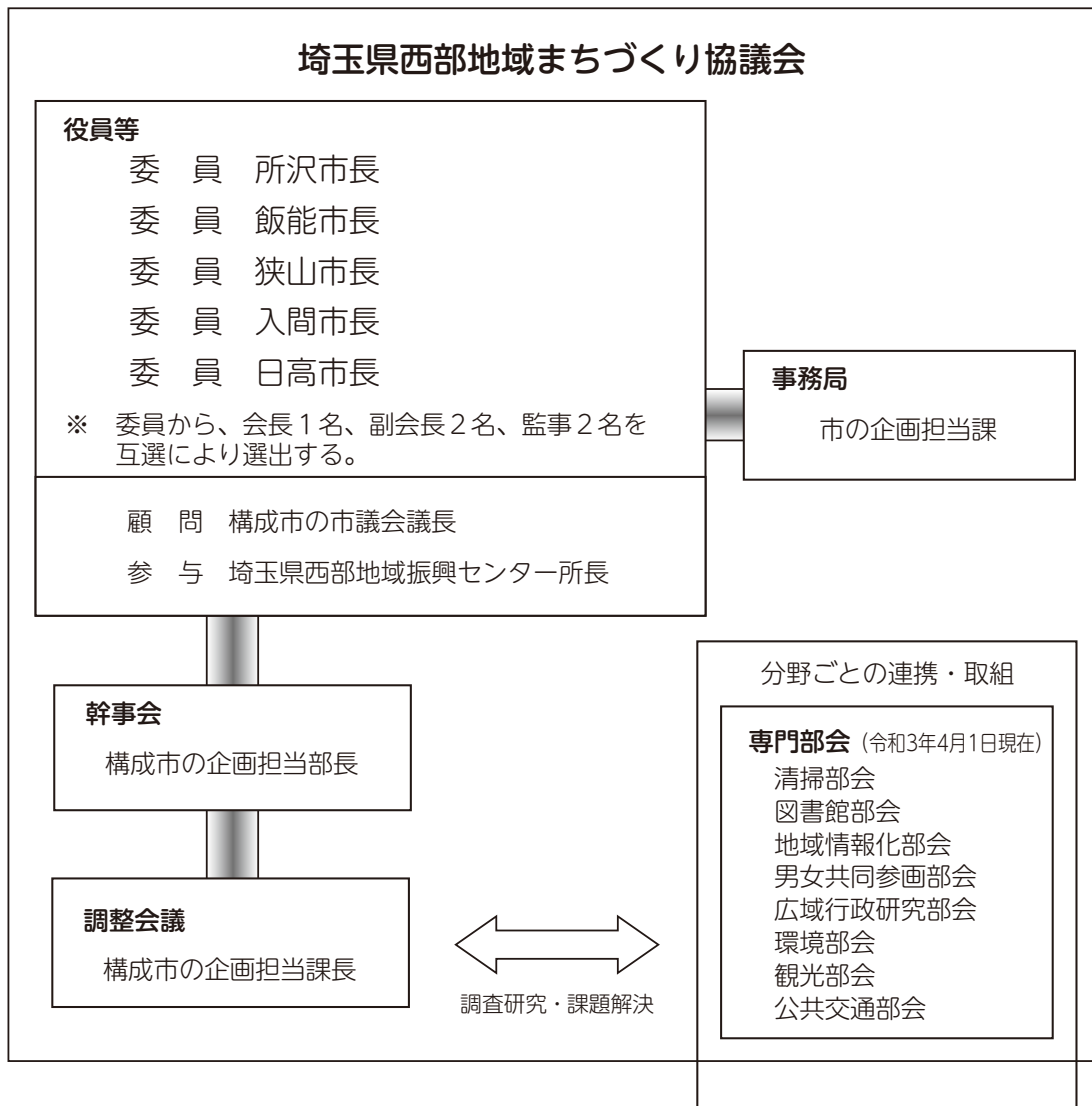 埼玉県西部地域まちづくり協議会
役員等
委　員　所沢市長
委　員　飯能市長
委　員　狭山市長
委　員　入間市長
委　員　日高市長
※　委員から、会長１名、副会長２名、監事２名を
互選により選出する。
顧　問　構成市の市議会議長
参　与　埼玉県西部地域振興センター所長
事務局
市の企画担当課
幹事会
構成市の企画担当部長
調整会議
構成市の企画担当課長
調査研究・課題解決
分野ごとの連携・取組
専門部会（令和3年4月1日現在）
清掃部会
図書館部会
地域情報化部会
男女共同参画部会
広域行政研究部会
環境部会
観光部会
公共交通部会